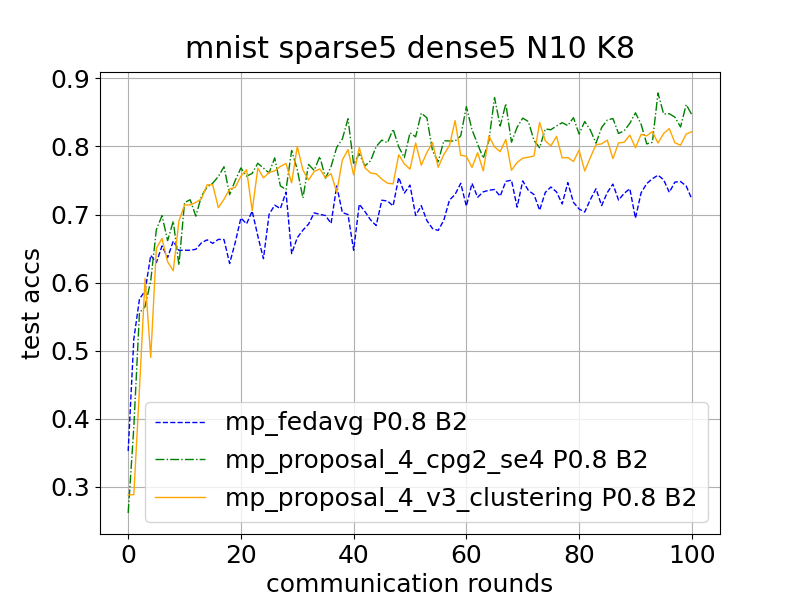 mnist sparse5 dense5 N10 K8
0.9
0.8
0.7
0.6
0.5
0.4
0.3
test accs
mp_fedavg P0.8 B2
mp_proposal_4_cpg2_se4 P0.8 B2
mp_proposal_4_v3_clustering P0.8 B2
0 20 40 60 80 100
communication rounds